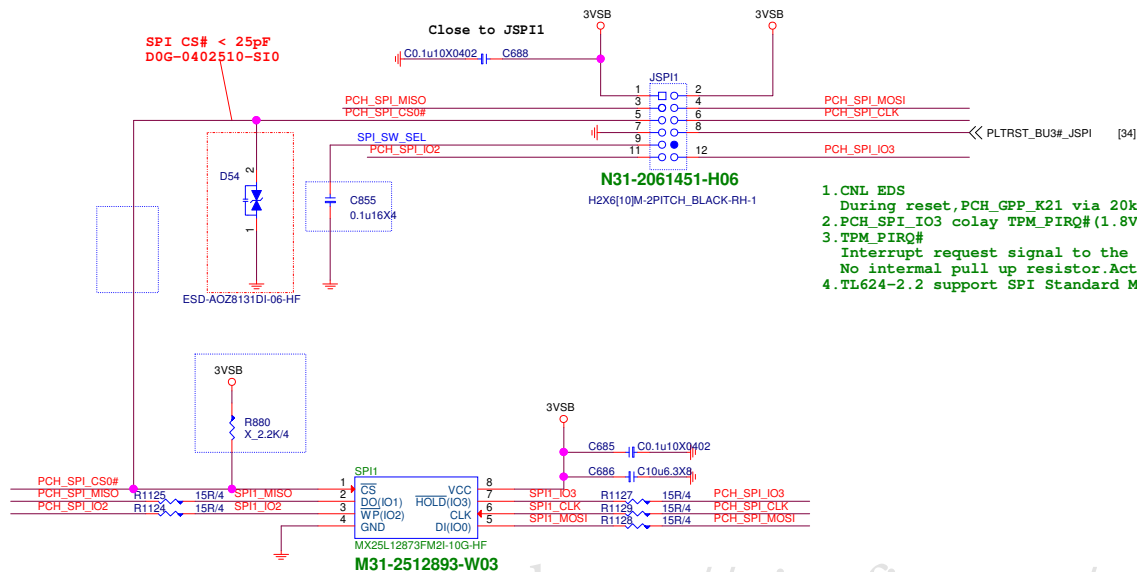 3VSB
3VSB
Close to JSPI1
SPI CS# < 25pF
D0G-0402510-SI0
C0.1u10X0402
C688
JSPI1
1
2
PCH_SPI_MISO
3
4
PCH_SPI_MOSI
PCH_SPI_CS0#
5
6
PCH_SPI_CLK
7
8
PLTRST_BU3#_JSPI
[34]
SPI_SW_SEL
9
PCH_SPI_IO2
11
12
PCH_SPI_IO3
N31-2061451-H06
H2X6[10]M-2PITCH_BLACK-RH-1
D54
2
1
C855
0.1u16X4
ESD-AOZ8131DI-06-HF
1.CNL EDS
During reset,PCH_GPP_K21 via 20k
2.PCH_SPI_IO3 colay TPM_PIRQ#(1.8V
3.TPM_PIRQ#
Interrupt request signal to the
No intermal pull up resistor.Act
4.TL624-2.2 support SPI Standard M
3VSB
R880
X_2.2K/4
3VSB
C685
C0.1u10X0402
C686
C10u6.3X8
SPI1
PCH_SPI_CS0#
1
CS
VCC
8
PCH_SPI_MISO
R1125
15R/4
SPI1_MISO
2
DO(IO1)
HOLD(IO3)
7
SPI1_IO3
R1127
15R/4
PCH_SPI_IO3
PCH_SPI_IO2
R1124
15R/4
SPI1_IO2
3
WP(IO2)
CLK
6
SPI1_CLK
R1129
15R/4
PCH_SPI_CLK
4
GND
DI(IO0)
5
SPI1_MOSI
R1128
15R/4
PCH_SPI_MOSI
MX25L12873FM2I-10G-HF
M31-2512893-W03